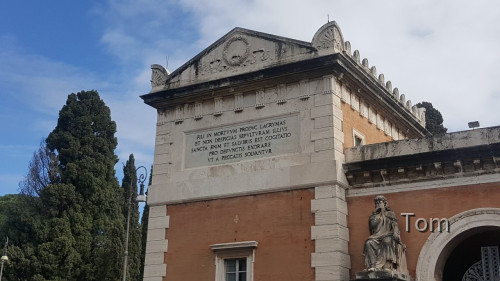 FILI IN MORTVVM PRODVC LACRYMAS
ET NON DESPICIAS SEPVLTVRAM ILLIVS
SANCTA ENIM ET SALVBRIS EST COGITATIO
PRO DEFVNCTIS EXORARE
VT A PECCATIS SOLVANTVR
Tom